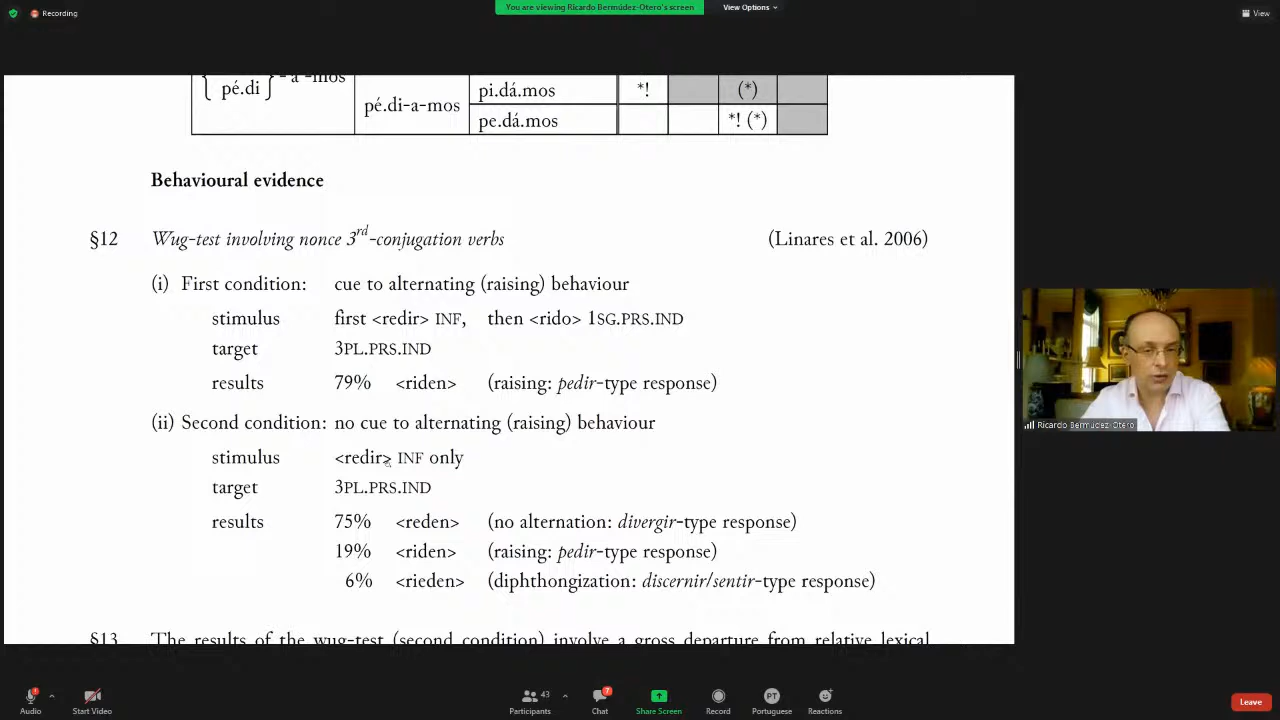 Recording
You are viewing Ricardo Bermúdez-Otero's screen
View Options
View
{ pé.di } - a -mos
pé.di-a-mos
pi.dá.mos *! (*)
pe.dá.mos *! (*)
Behavioural evidence
§12 Wug-test involving nonce 3rd-conjugation verbs (Linares et al. 2006)
(i) First condition: cue to alternating (raising) behaviour
stimulus first <redir> INF, then <rido> 1SG.PRS.IND
target 3PL.PRS.IND
results 79% <riden> (raising: pedir-type response)
(ii) Second condition: no cue to alternating (raising) behaviour
stimulus <redir> INF only
target 3PL.PRS.IND
results 75% <reden> (no alternation: divergir-type response)
19% <riden> (raising: pedir-type response)
6% <rieden> (diphthongization: discernir/sentir-type response)
§13 The results of the wug-test (second condition) involve a gross departure from relative lexical
Ricardo Bermúdez-Otero
Audio
Start Video
Participants 43
Chat 7
Share Screen
Record
PT
Portuguese
Reactions
Leave